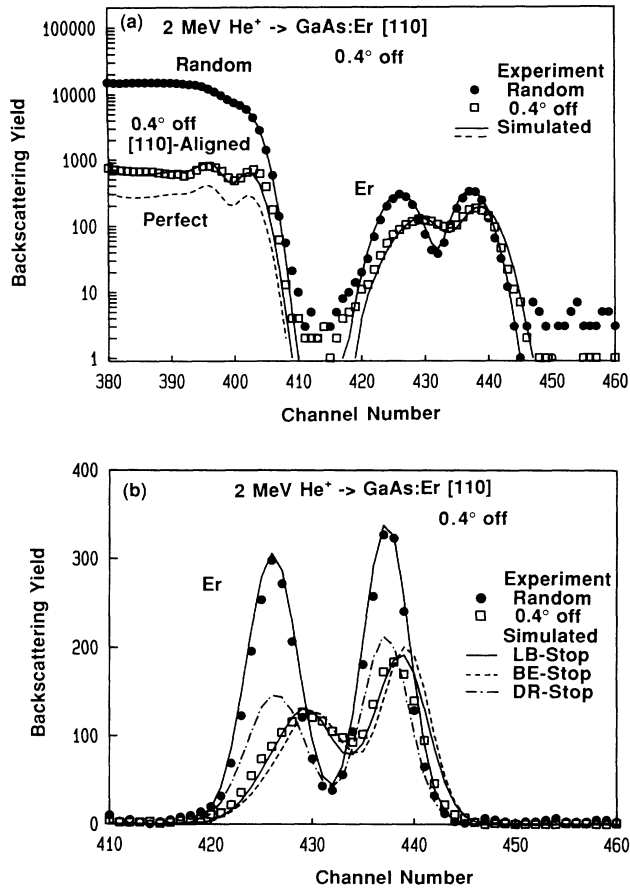 (a)
2 MeV He⁺ -> GaAs:Er [110]
0.4° off
Random
0.4° off
[110]-Aligned
Perfect
Er
Experiment
Random
0.4° off
Simulated
Backscattering Yield
100000
10000
1000
100
10
1
380 390 400 410 420 430 440 450 460
Channel Number
(b)
2 MeV He⁺ -> GaAs:Er [110]
0.4° off
Er
Experiment
Random
0.4° off
Simulated
LB-Stop
BE-Stop
DR-Stop
Backscattering Yield
400
300
200
100
0
410 420 430 440 450 460
Channel Number